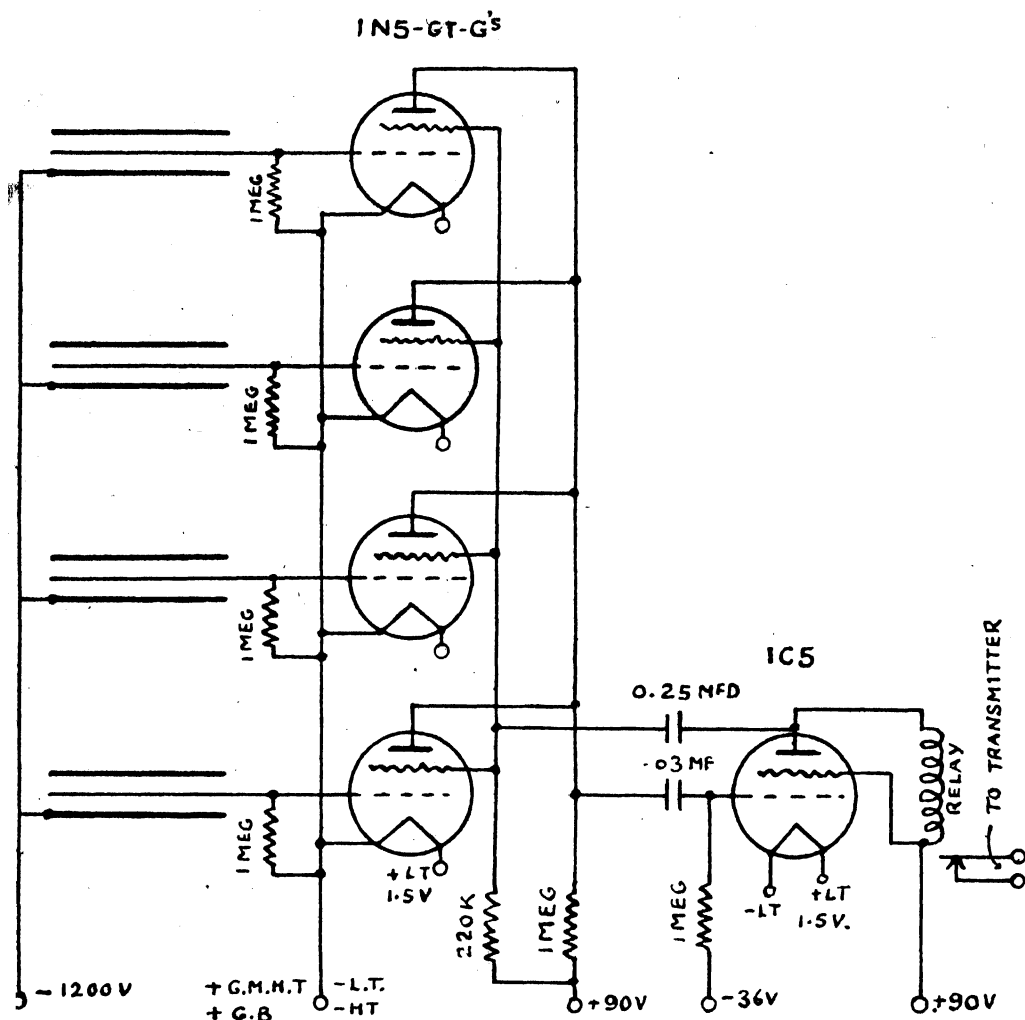 1N5-GT-G's
1MEG
1MEG
1MEG
1MEG
+LT
1.5V
220K
1MEG
0.25 MFD
.03 MF
1C5
1MEG
-LT
+LT
1.5V.
RELAY
TO TRANSMITTER
-1200V
+ G.M.H.T
+ G.B
-L.T.
-HT
+90V
-36V
+90V